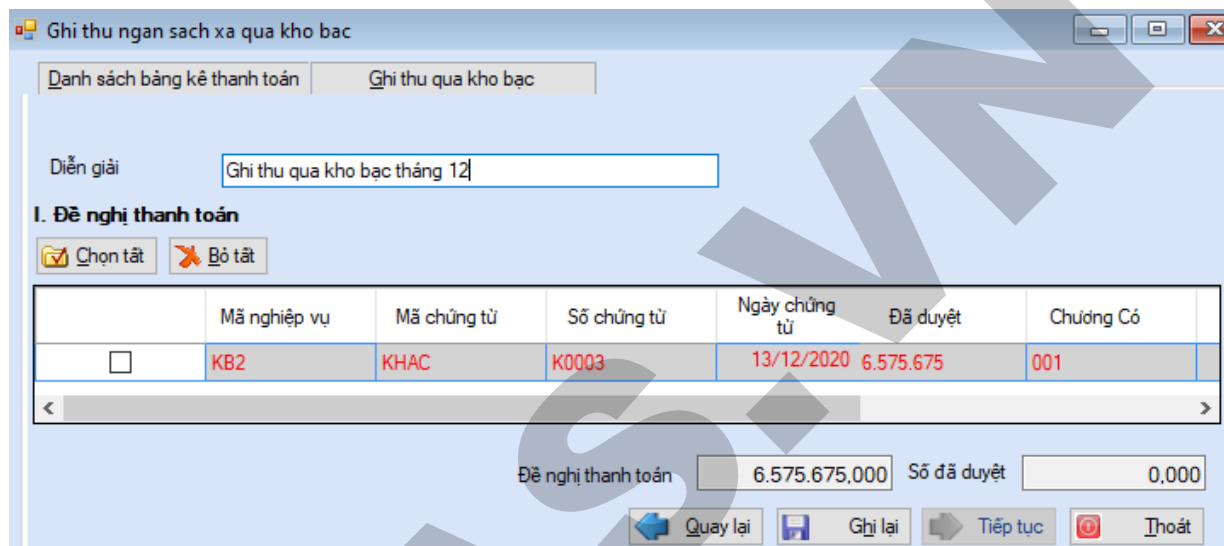 Ghi thu ngan sach xa qua kho bac
Danh sách bảng kê thanh toán Ghi thu qua kho bạc
Diễn giải Ghi thu qua kho bạc tháng 12
I. Đề nghị thanh toán
Chọn tất Bỏ tất
Mã nghiệp vụ Mã chứng từ Số chứng từ Ngày chứng từ Đã duyệt Chương Có
KB2 KHAC K0003 13/12/2020 6.575.675 001
Đề nghị thanh toán 6.575.675,000 Số đã duyệt 0,000
Quay lại Ghi lại Tiếp tục Thoát
S.VN